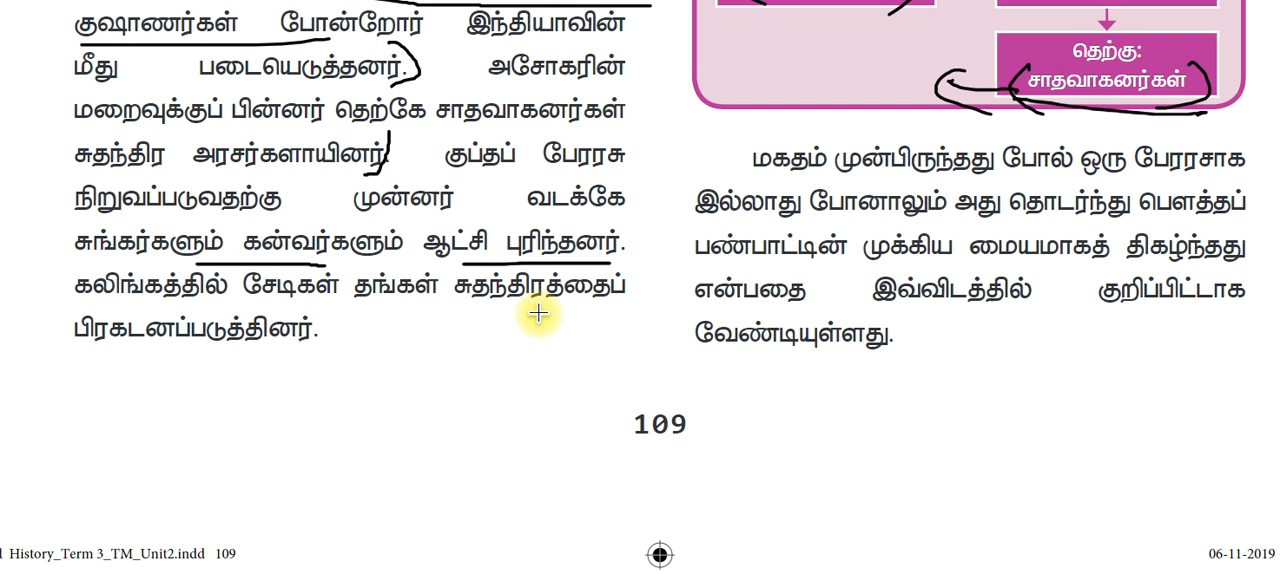 குஷாணர்கள் போன்றோர் இந்தியாவின்
மீது படையெடுத்தனர். அசோகரின்
மறைவுக்குப் பின்னர் தெற்கே சாதவாகனர்கள்
சுதந்திர அரசர்களாயினர். குப்தப் பேரரசு
நிறுவப்படுவதற்கு முன்னர் வடக்கே
சுங்கர்களும் கன்வர்களும் ஆட்சி புரிந்தனர்.
கலிங்கத்தில் சேடிகள் தங்கள் சுதந்திரத்தைப்
பிரகடனப்படுத்தினர்.
தெற்கு:
சாதவாகனர்கள்
மகதம் முன்பிருந்தது போல் ஒரு பேரரசாக
இல்லாது போனாலும் அது தொடர்ந்து பௌத்தப்
பண்பாட்டின் முக்கிய மையமாகத் திகழ்ந்தது
என்பதை இவ்விடத்தில் குறிப்பிட்டாக
வேண்டியுள்ளது.
109
History_Term 3_TM_Unit2.indd 109
06-11-2019